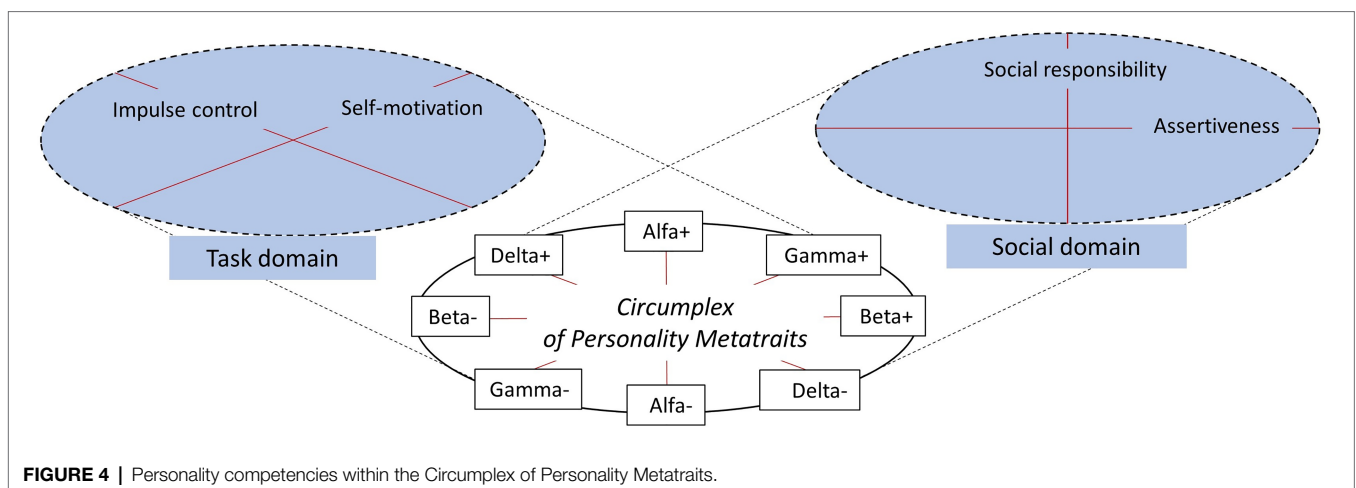 Impulse control
Self-motivation
Task domain
Social responsibility
Assertiveness
Social domain
Alfa+
Delta+
Gamma+
Beta-
Circumplex
of Personality Metatraits
Beta+
Gamma-
Alfa-
Delta-
FIGURE 4 | Personality competencies within the Circumplex of Personality Metatraits.